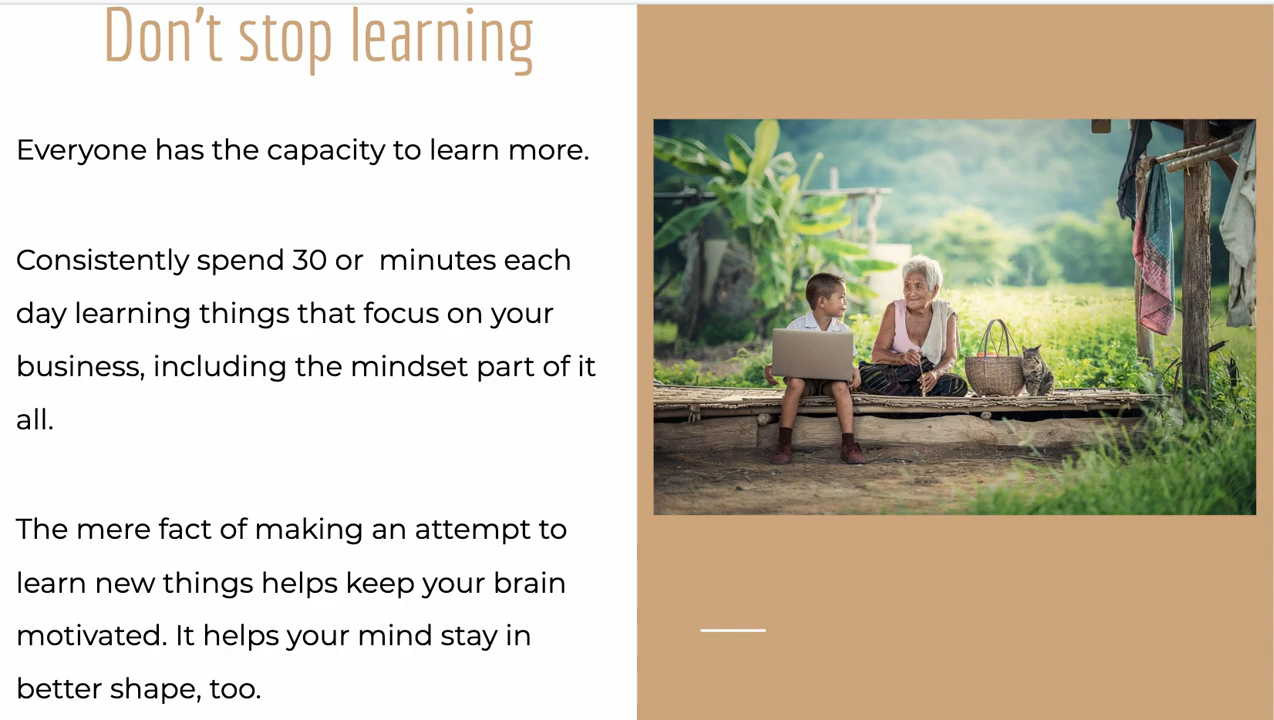 Don't stop learning
Everyone has the capacity to learn more.
Consistently spend 30 or  minutes each
day learning things that focus on your
business, including the mindset part of it
all.
The mere fact of making an attempt to
learn new things helps keep your brain
motivated. It helps your mind stay in
better shape, too.